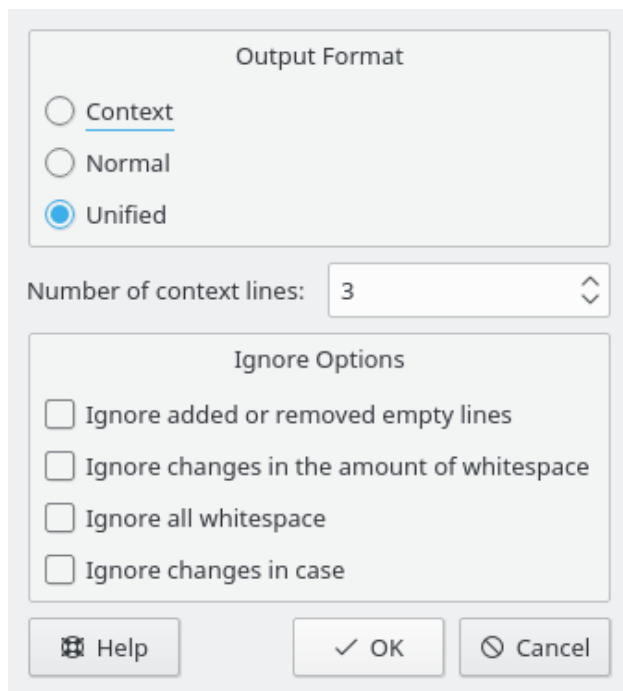 Output Format
Context
Normal
Unified
Number of context lines: 3
Ignore Options
Ignore added or removed empty lines
Ignore changes in the amount of whitespace
Ignore all whitespace
Ignore changes in case
Help OK Cancel